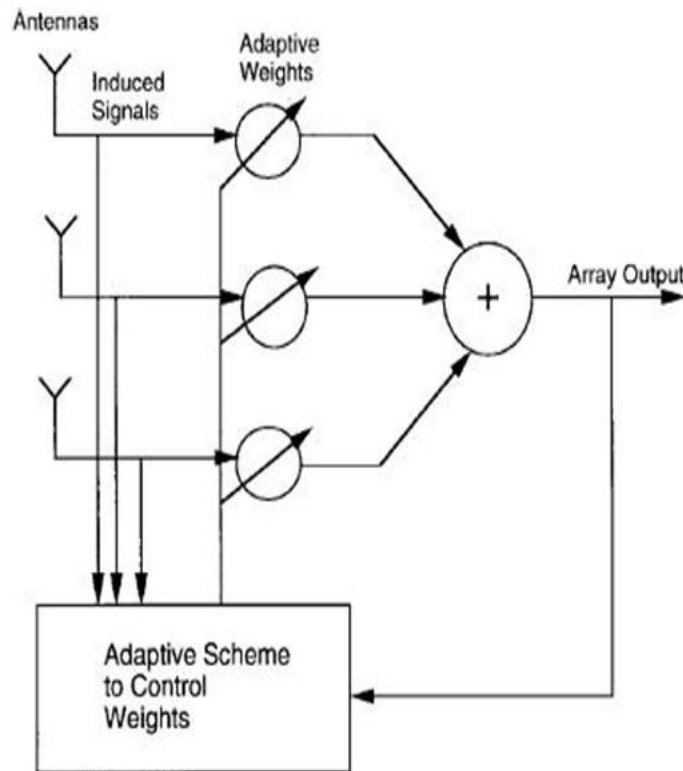 Antennas
Adaptive
Weights
Induced
Signals
Array Output
+
Adaptive Scheme
to Control
Weights